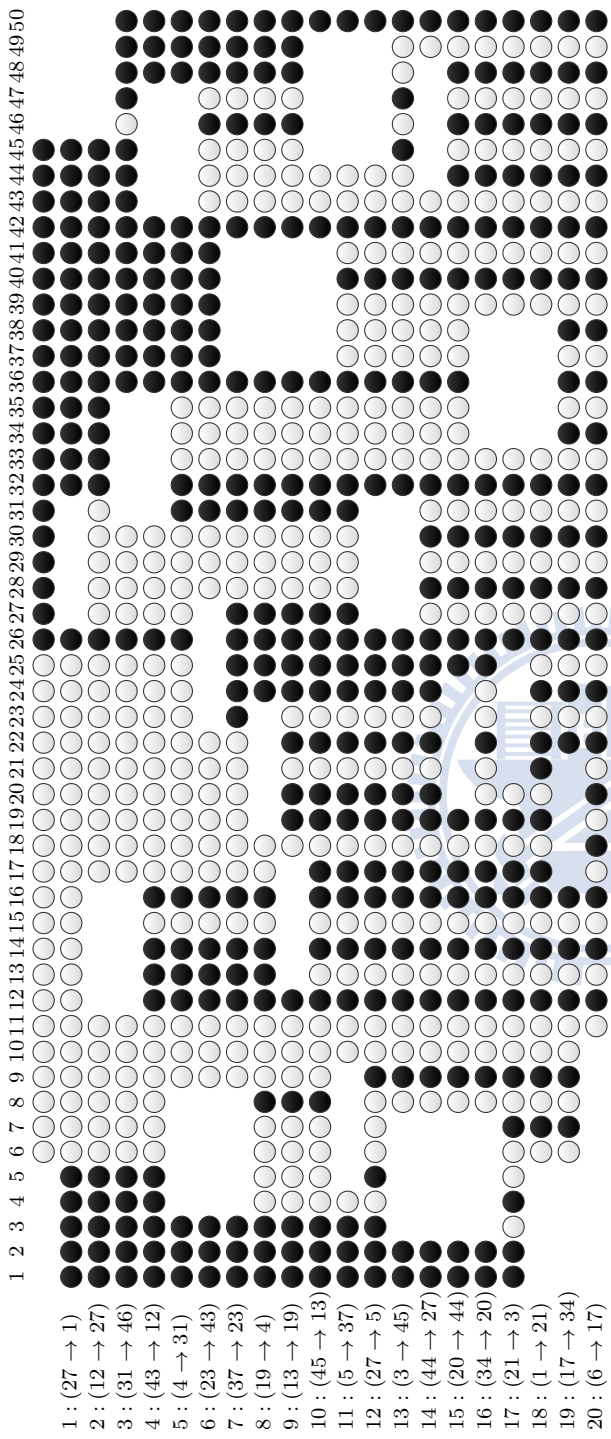 1 2 3 4 5 6 7 8 9 10 11 12 13 14 15 16 17 18 19 20 21 22 23 24 25 26 27 28 29 30 31 32 33 34 35 36 37 38 39 40 41 42 43 44 45 46 47 48 49 50
1 : (27 → 1)
2 : (12 → 27)
3 : (31 → 46)
4 : (43 → 12)
5 : (4 → 31)
6 : (23 → 43)
7 : (37 → 23)
8 : (19 → 4)
9 : (13 → 19)
10 : (45 → 13)
11 : (5 → 37)
12 : (27 → 5)
13 : (3 → 45)
14 : (44 → 27)
15 : (20 → 44)
16 : (34 → 20)
17 : (21 → 3)
18 : (1 → 21)
19 : (17 → 34)
20 : (6 → 17)